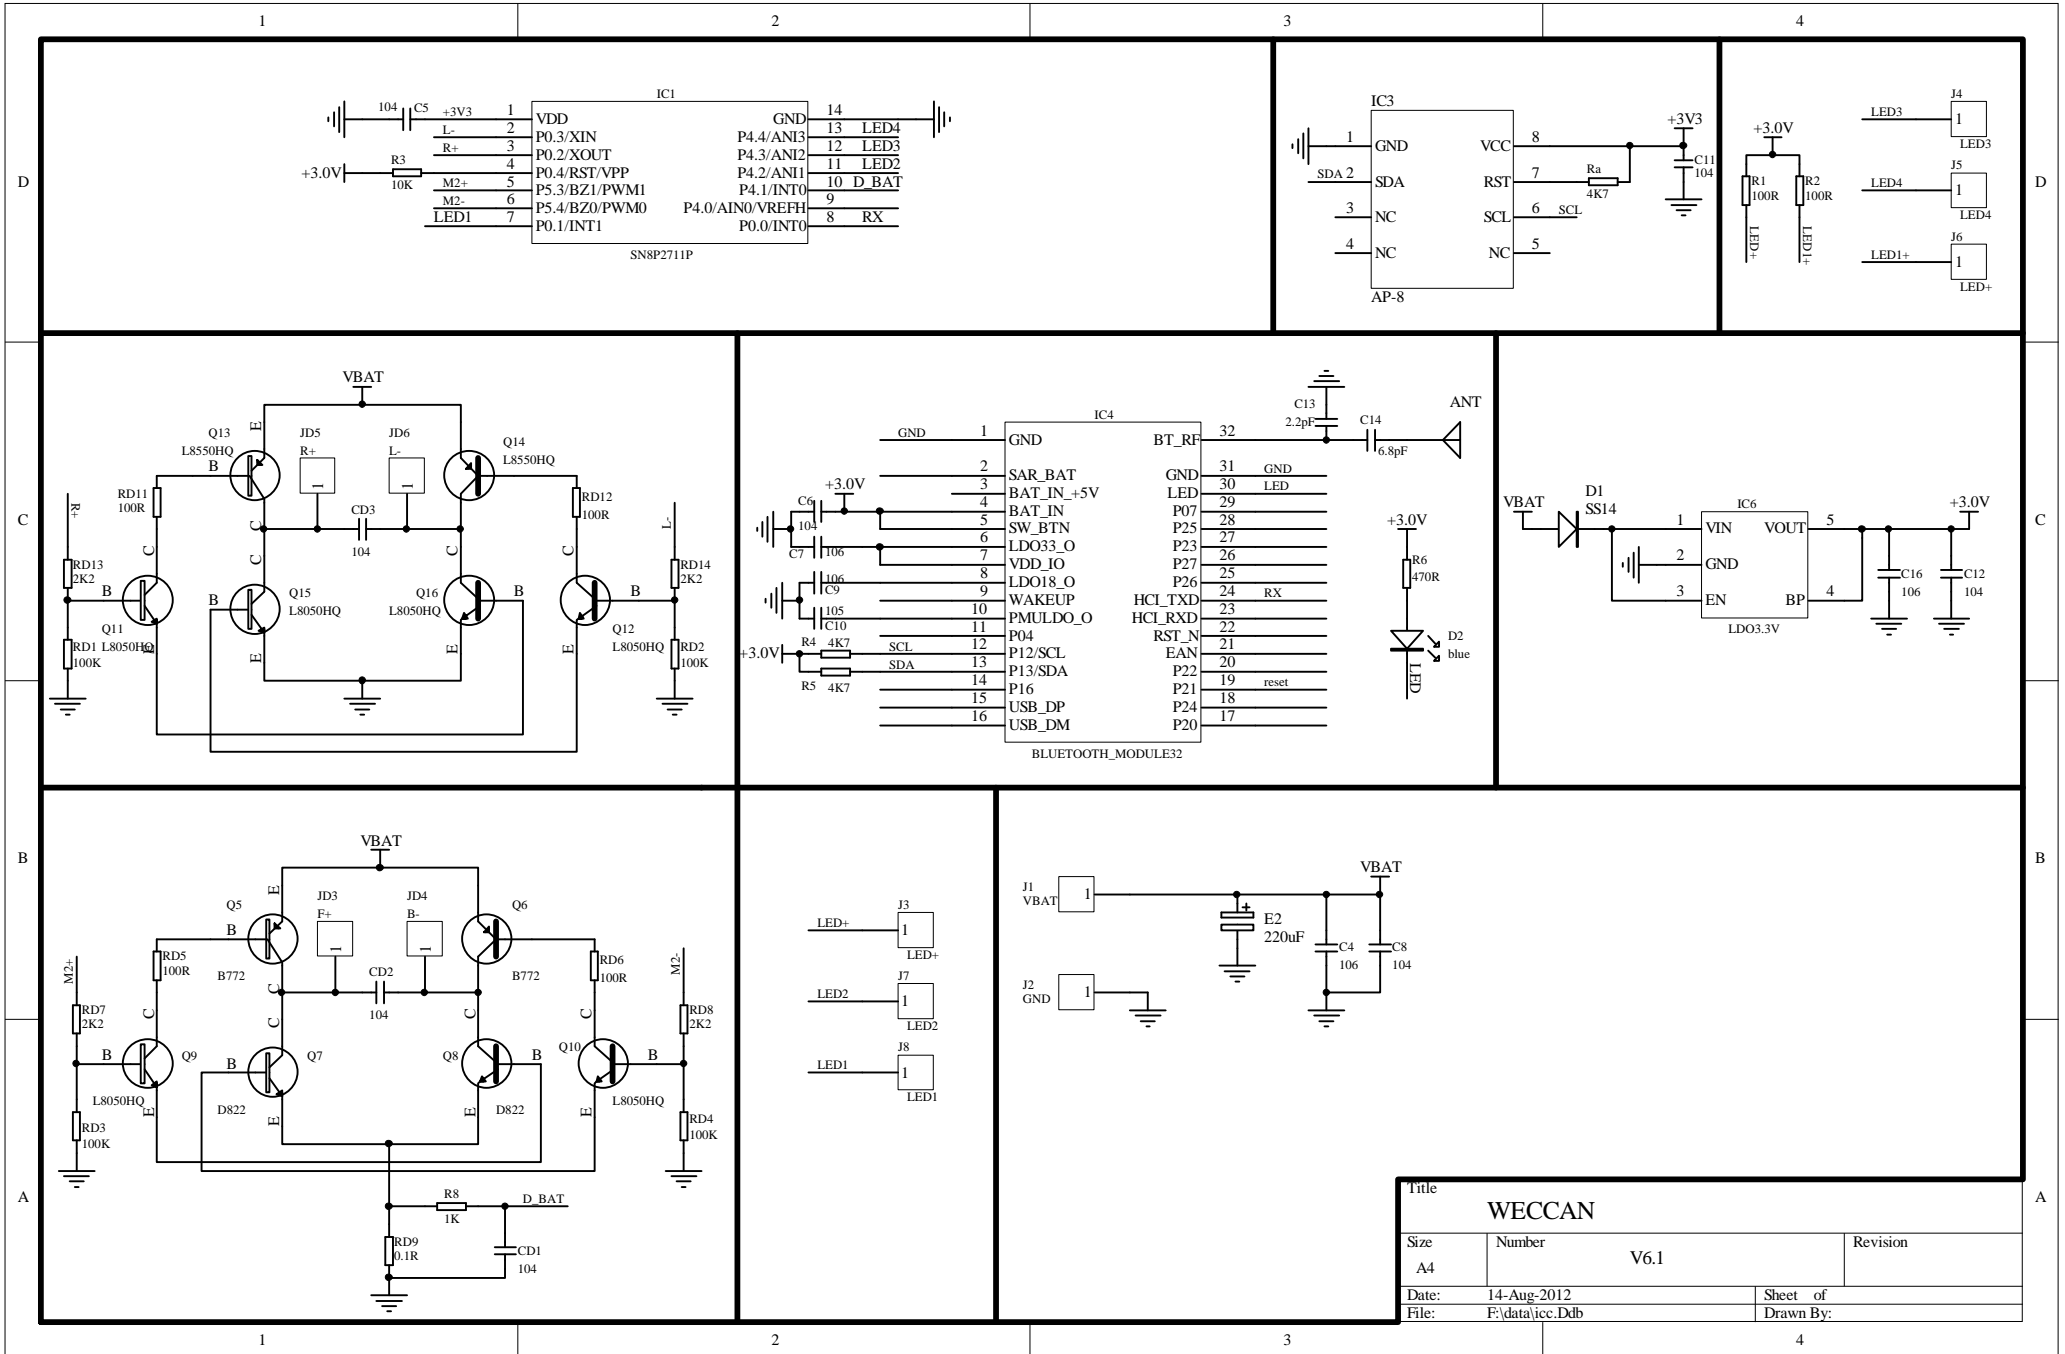 1 2 3 4
D
C
B
A
IC1
104 C5 +3V3 1 VDD GND 14
L- 2 P0.3/XIN P4.4/ANI3 13 LED4
R+ 3 P0.2/XOUT P4.3/ANI2 12 LED3
+3.0V R3 10K 4 P0.4/RST/VPP P4.2/ANI1 11 LED2
M2+ 5 P5.3/BZ1/PWM1 P4.1/INT0 10 D_BAT
M2- 6 P5.4/BZ0/PWM0 P4.0/AIN0/VREFH 9
LED1 7 P0.1/INT1 P0.0/INT0 8 RX
SN8P2711P
IC3
1 GND VCC 8 +3V3
SDA 2 SDA RST 7 Ra 4K7
C11
104
3 NC SCL 6 SCL
4 NC NC 5
AP-8
+3.0V
R1 100R
R2 100R
LED+
LED1+
J4
LED3 1
LED3
J5
LED4 1
LED4
J6
LED1+ 1
LED+
VBAT
E
E
Q13
L8550HQ
B
JD5
R+
1
JD6
L-
1
Q14
L8550HQ
RD11
100R
RD12
100R
C
CD3
104
R+
L-
C
C
C
C
RD13
2K2
RD14
2K2
B
B
B
B
Q15
L8050HQ
Q16
L8050HQ
Q11
L8050HQ
Q12
L8050HQ
E
E
E
RD1
100K
RD2
100K
IC4
GND 1 GND BT_RF 32
2 SAR_BAT GND 31 GND
3 BAT_IN_+5V LED 30 LED
4 BAT_IN P07 29
5 SW_BTN P25 28
6 LDO33_O P23 27
7 VDD_IO P27 26
8 LDO18_O P26 25
9 WAKEUP HCI_TXD 24 RX
10 PMULDO_O HCI_RXD 23
11 P04 RST_N 22
SCL 12 P12/SCL EAN 21
SDA 13 P13/SDA P22 20
14 P16 P21 19 reset
15 USB_DP P24 18
16 USB_DM P20 17
BLUETOOTH_MODULE32
+3.0V
C6
104
C7 106
106
C9
105
C10
+3.0V
R4 4K7
R5 4K7
C13
2.2pF
C14
6.8pF
ANT
+3.0V
R6
470R
D2
blue
LED
VBAT
D1
SS14
IC6
1 VIN VOUT 5
2 GND
3 EN BP 4
LDO3.3V
+3.0V
C16
106
C12
104
VBAT
E
Q5
B
B772
JD3
F+
1
JD4
B-
1
Q6
B772
RD5
100R
RD6
100R
M2+
M2-
C
CD2
104
C
C
C
C
RD7
2K2
RD8
2K2
B
B
B
B
Q9
L8050HQ
Q7
D822
Q8
D822
Q10
L8050HQ
E
E
E
E
RD3
100K
RD4
100K
R8
1K
D_BAT
RD9
0.1R
CD1
104
J3
LED+ 1
LED+
J7
LED2 1
LED2
J8
LED1 1
LED1
J1
VBAT 1
VBAT
+
E2
220uF
C4
106
C8
104
J2
GND 1
Title
WECCAN
Size Number Revision
A4 V6.1
Date: 14-Aug-2012 Sheet of
File: F:\data\icc.Ddb Drawn By:
D
C
B
A
1 2 3 4